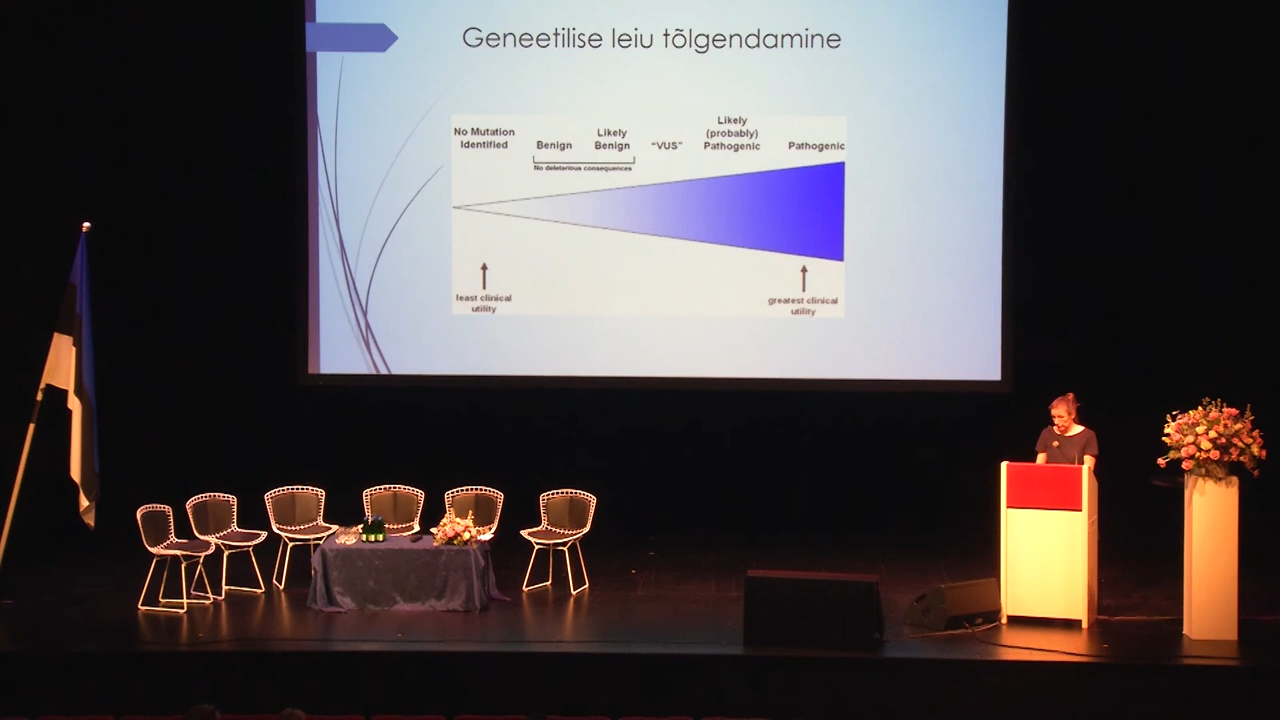 Geneetilise leiu tõlgendamine
No Mutation
Identified
Benign
Likely
Benign
"VUS"
Likely
(probably)
Pathogenic
Pathogenic
No deletarious consequences
least clinical
utility
greatest clinical
utility